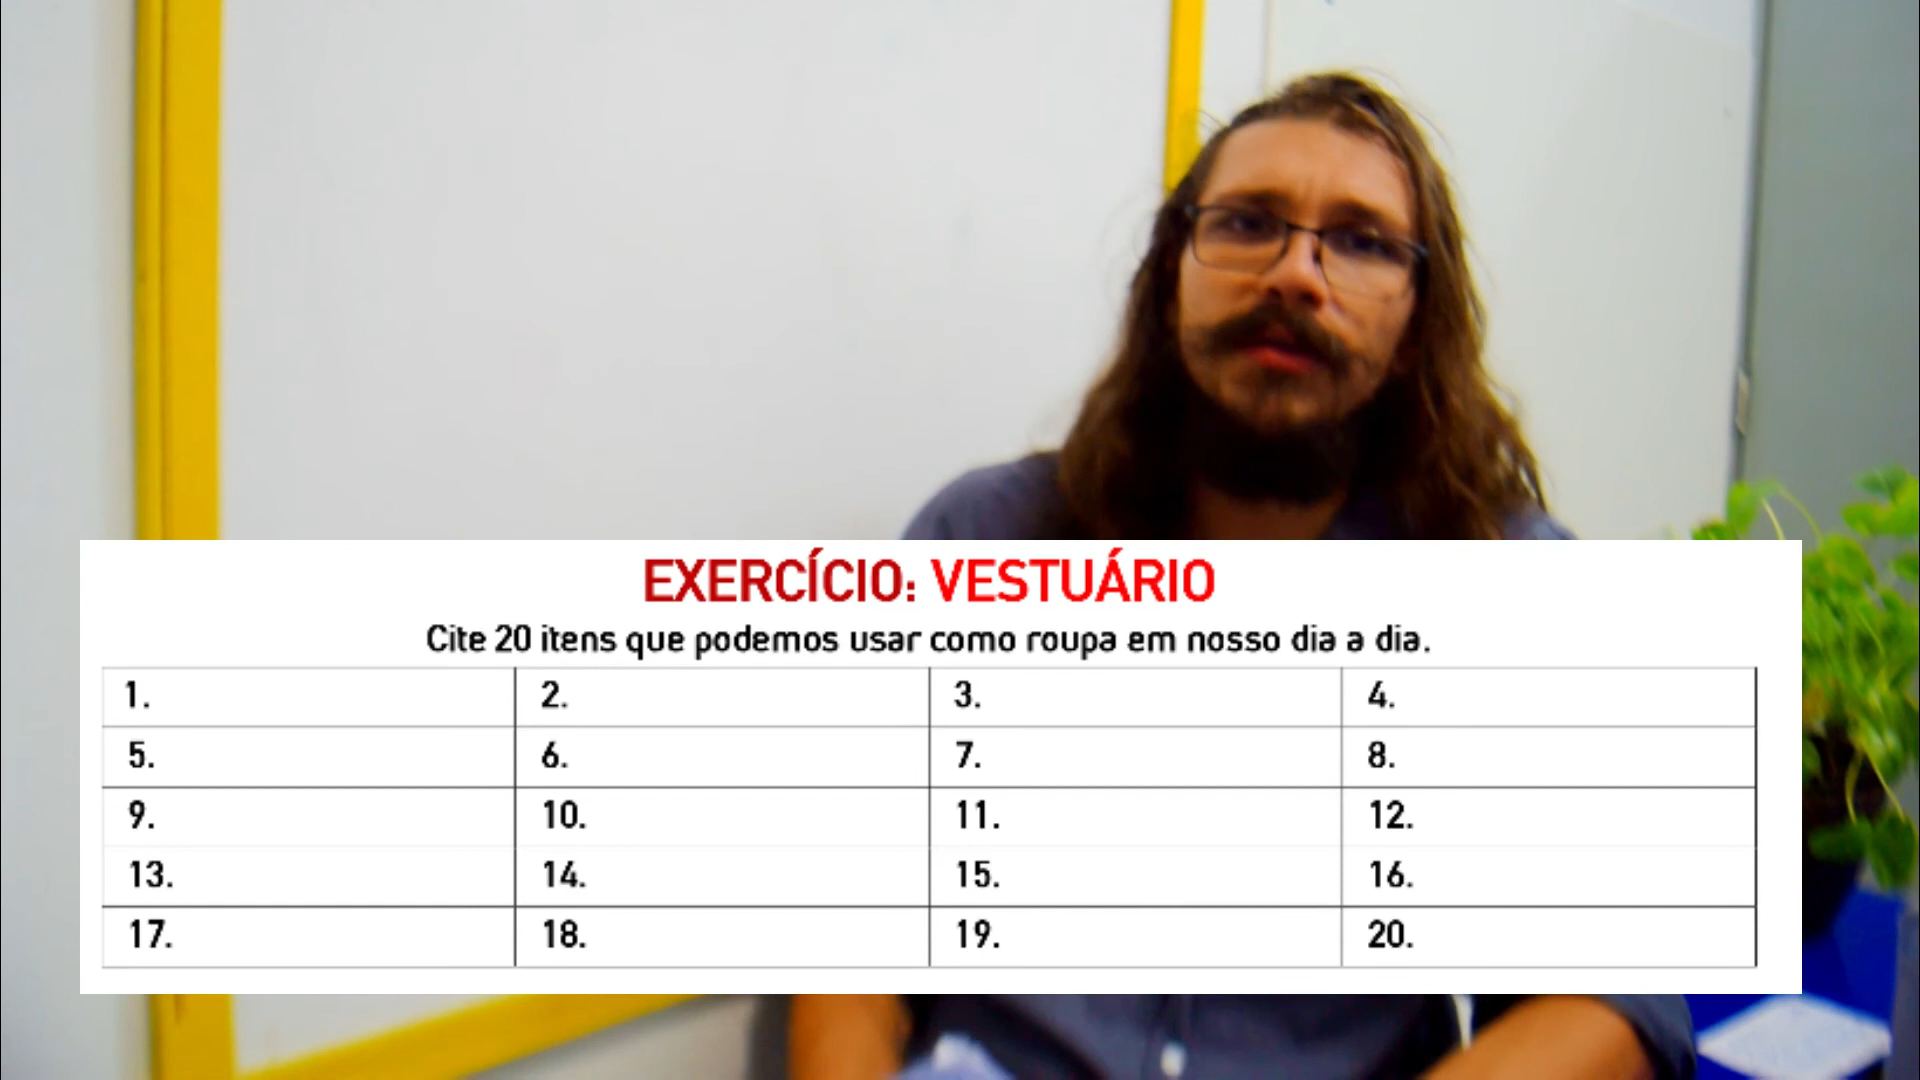 EXERCÍCIO: VESTUÁRIO
Cite 20 itens que podemos usar como roupa em nosso dia a dia.
1. 2. 3. 4.
5. 6. 7. 8.
9. 10. 11. 12.
13. 14. 15. 16.
17. 18. 19. 20.